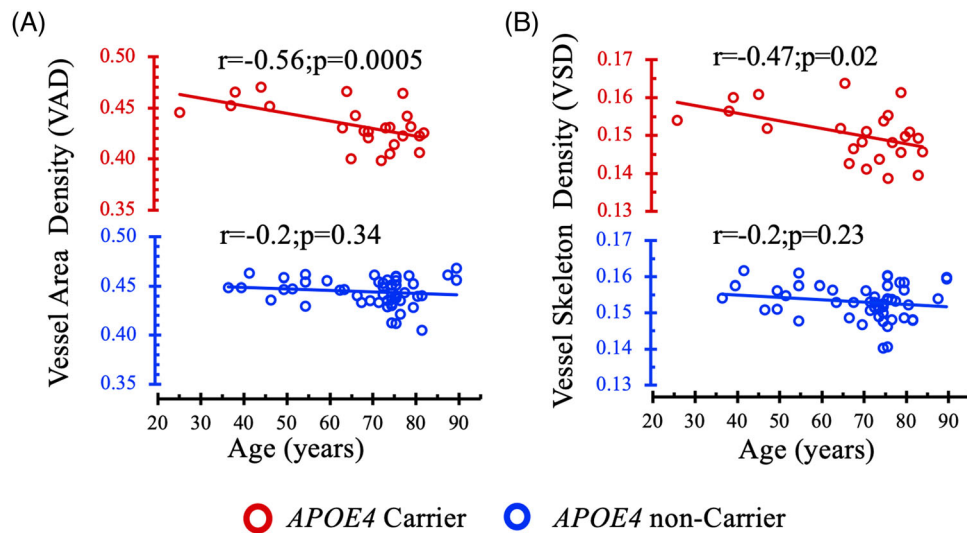 (A)
Vessel Area Density (VAD)
0.50
0.45
0.40
0.35
r=-0.56;p=0.0005
0.50
0.45
0.40
0.35
r=-0.2;p=0.34
20 30 40 50 60 70 80 90
Age (years)
(B)
Vessel Skeleton Density (VSD)
0.17
0.16
0.15
0.14
0.13
r=-0.47;p=0.02
0.17
0.16
0.15
0.14
0.13
r=-0.2;p=0.23
20 30 40 50 60 70 80 90
Age (years)
APOE4 Carrier
APOE4 non-Carrier